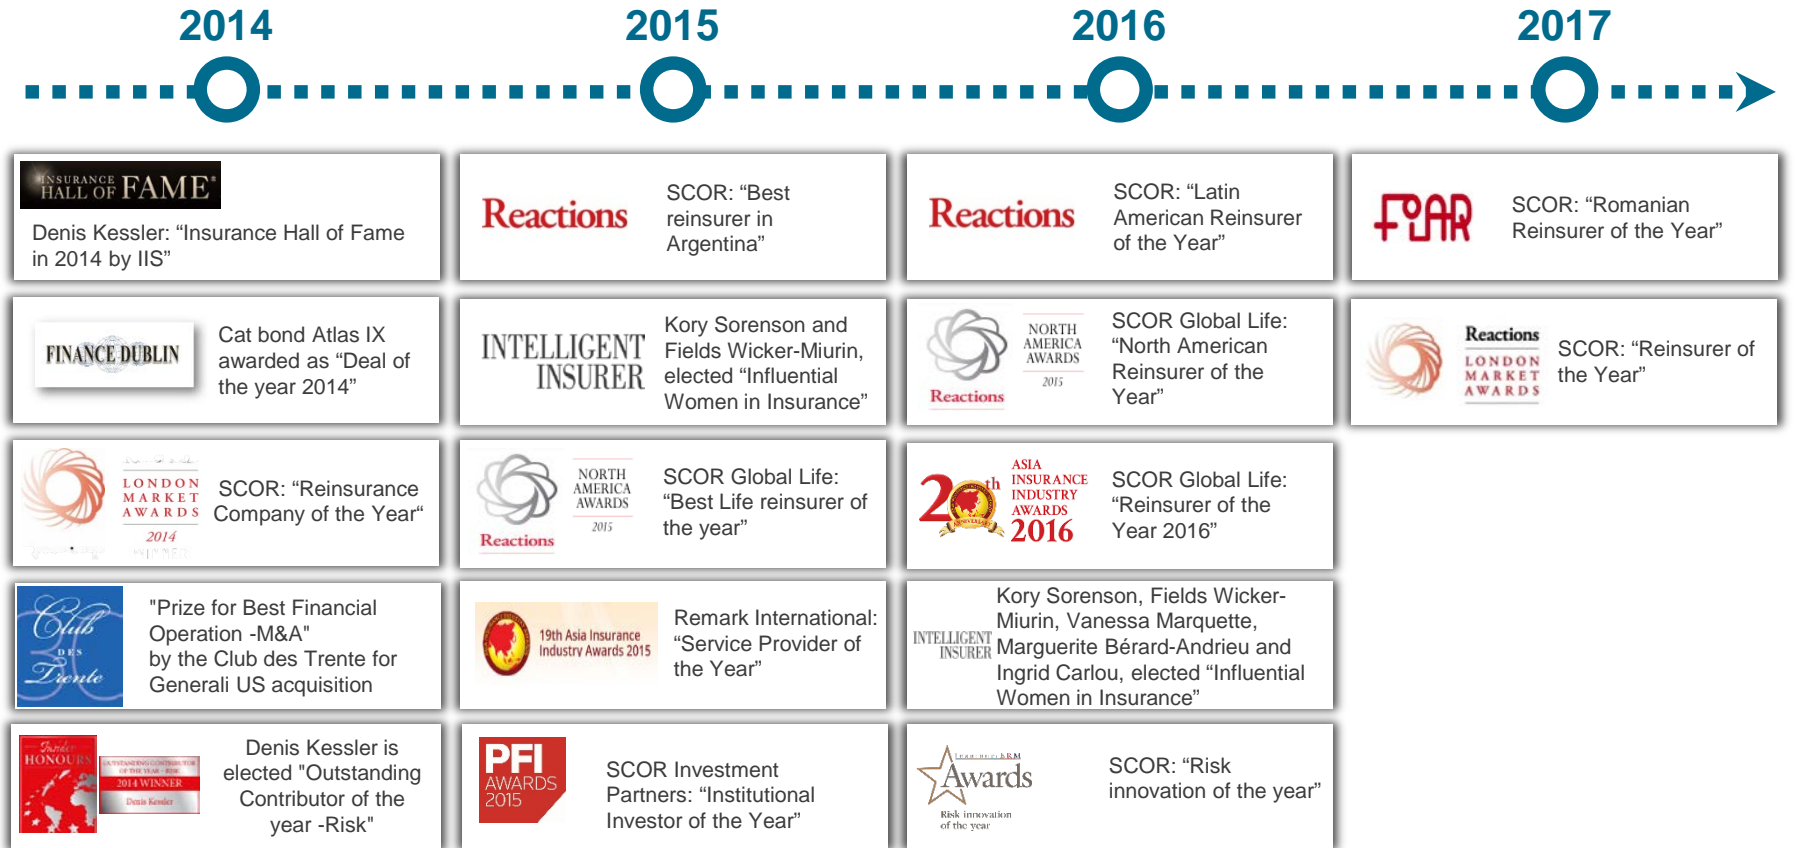 2014
2015
2016
2017
INSURANCE
HALL OF FAME
Denis Kessler: “Insurance Hall of Fame
in 2014 by IIS”
FINANCE DUBLIN
Cat bond Atlas IX
awarded as “Deal of
the year 2014”
LONDON
MARKET
AWARDS
2014
SCOR: “Reinsurance
Company of the Year“
Club
DES
Trente
"Prize for Best Financial
Operation -M&A"
by the Club des Trente for
Generali US acquisition
Insider
HONOURS
OUTSTANDING CONTRIBUTOR
OF THE YEAR - RISK
2014 WINNER
Denis Kessler
Denis Kessler is
elected "Outstanding
Contributor of the
year -Risk"
Reactions
SCOR: “Best
reinsurer in
Argentina”
INTELLIGENT
INSURER
Kory Sorenson and
Fields Wicker-Miurin,
elected “Influential
Women in Insurance”
NORTH
AMERICA
AWARDS
2015
Reactions
SCOR Global Life:
“Best Life reinsurer of
the year”
19th Asia Insurance
Industry Awards 2015
Remark International:
“Service Provider of
the Year”
PFI
AWARDS
2015
SCOR Investment
Partners: “Institutional
Investor of the Year”
Reactions
SCOR: “Latin
American Reinsurer
of the Year”
NORTH
AMERICA
AWARDS
2015
Reactions
SCOR Global Life:
“North American
Reinsurer of the
Year”
20th
ANNIVERSARY
ASIA
INSURANCE
INDUSTRY
AWARDS
2016
SCOR Global Life:
“Reinsurer of the
Year 2016”
INTELLIGENT
INSURER
Kory Sorenson, Fields Wicker-
Miurin, Vanessa Marquette,
Marguerite Bérard-Andrieu and
Ingrid Carlou, elected “Influential
Women in Insurance”
Awards
Risk innovation
of the year
SCOR: “Risk
innovation of the year”
FIAR
SCOR: “Romanian
Reinsurer of the Year”
Reactions
LONDON
MARKET
AWARDS
SCOR: “Reinsurer of
the Year”